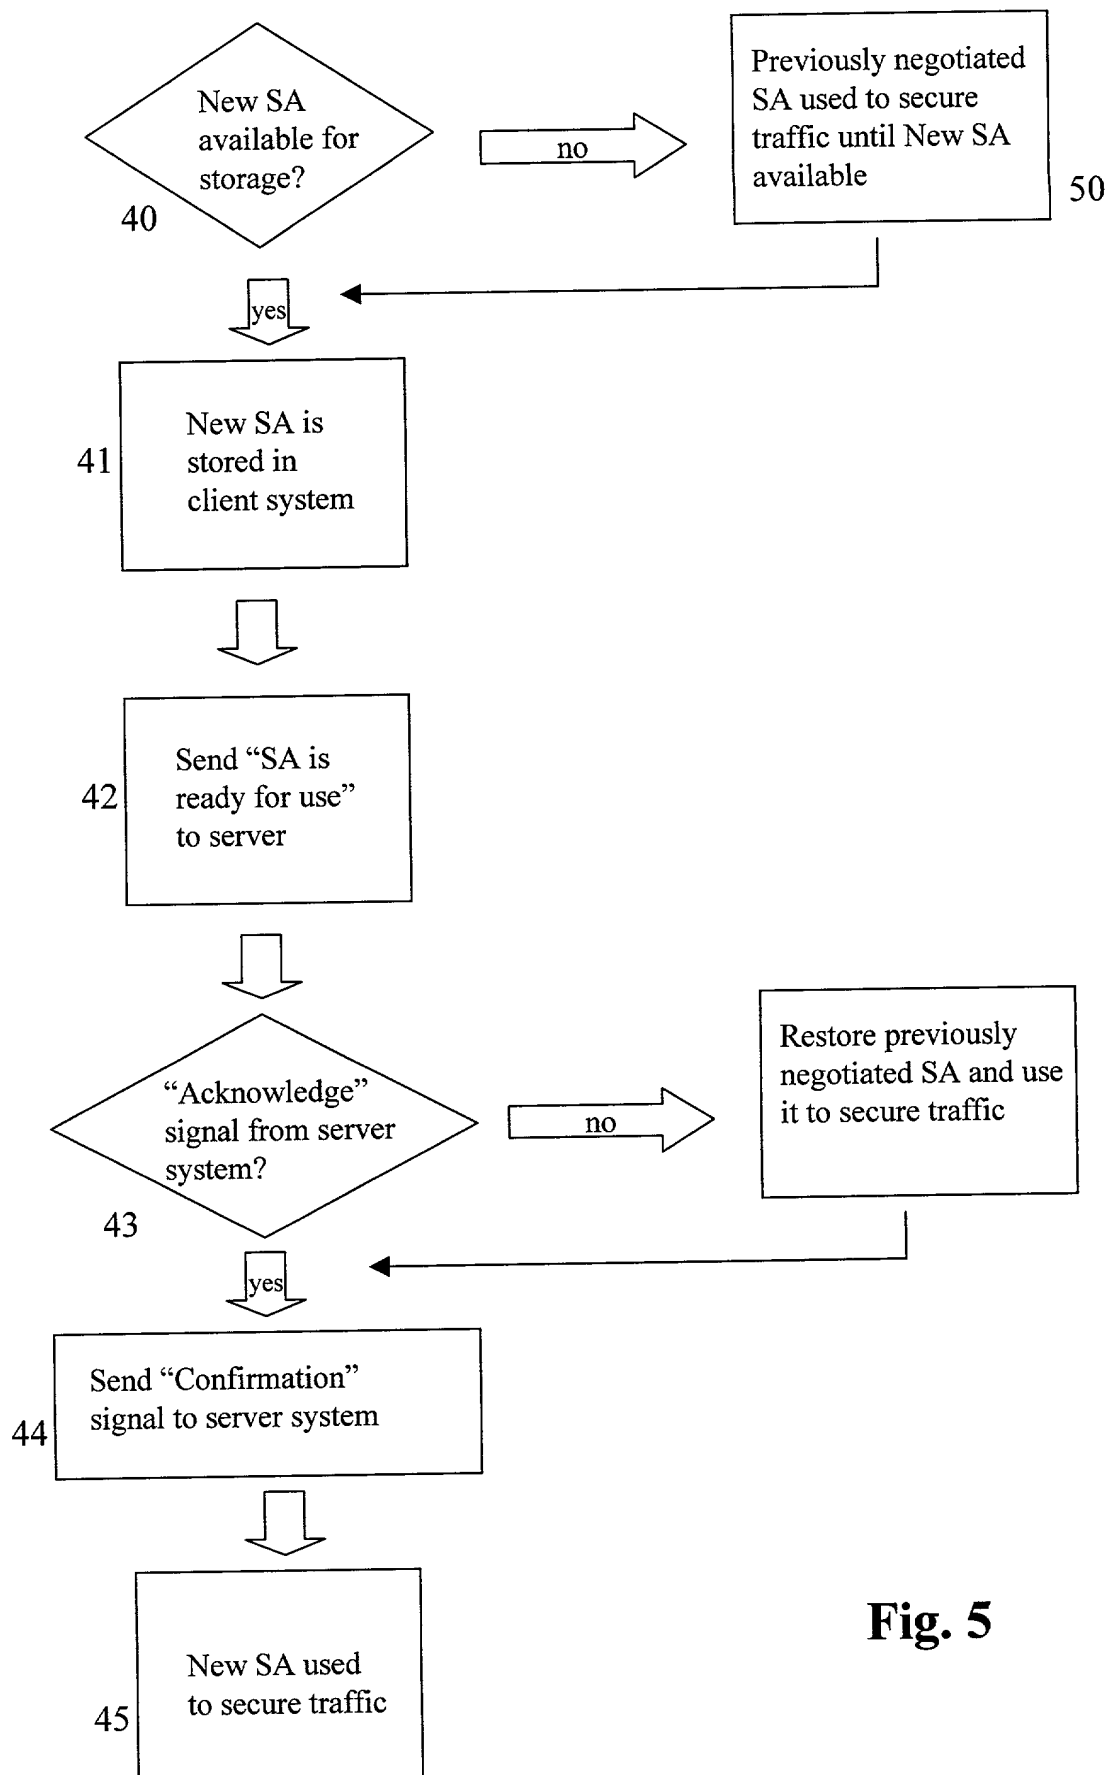 New SA
available for
storage?
40
no
Previously negotiated
SA used to secure
traffic until New SA
available
50
yes
New SA is
stored in
client system
41
Send “SA is
ready for use”
to server
42
“Acknowledge”
signal from server
system?
43
no
Restore previously
negotiated SA and use
it to secure traffic
yes
Send “Confirmation”
signal to server system
44
New SA used
to secure traffic
45
Fig. 5